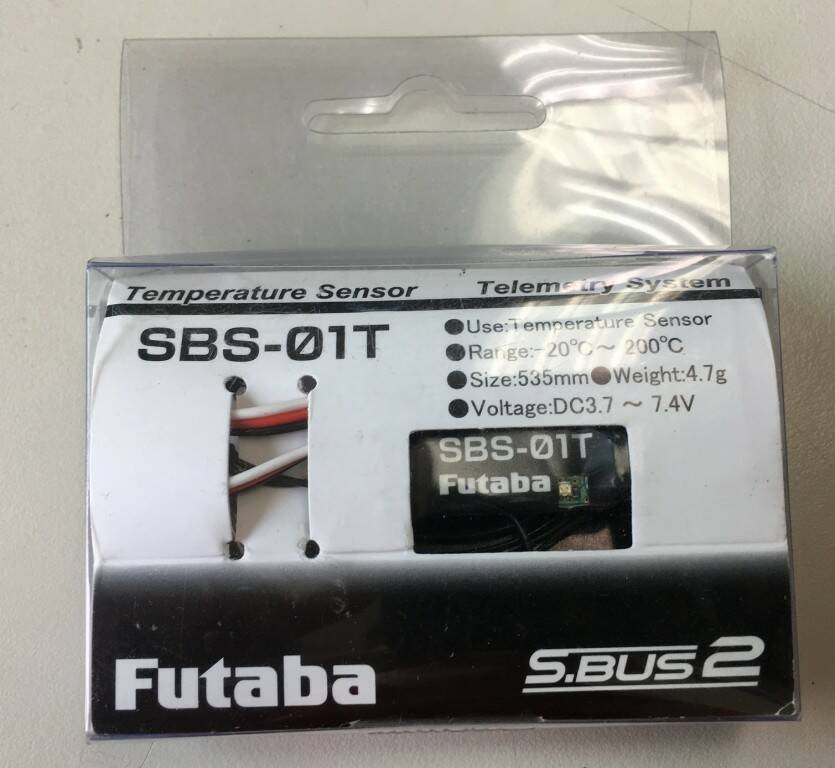 Temperature Sensor Telemetry System
SBS-01T
●Use:Temperature Sensor
●Range:-20℃～ 200℃
●Size:535mm●Weight:4.7g
●Voltage:DC3.7 ～ 7.4V
SBS-01T
Futaba
Futaba
S.BUS2